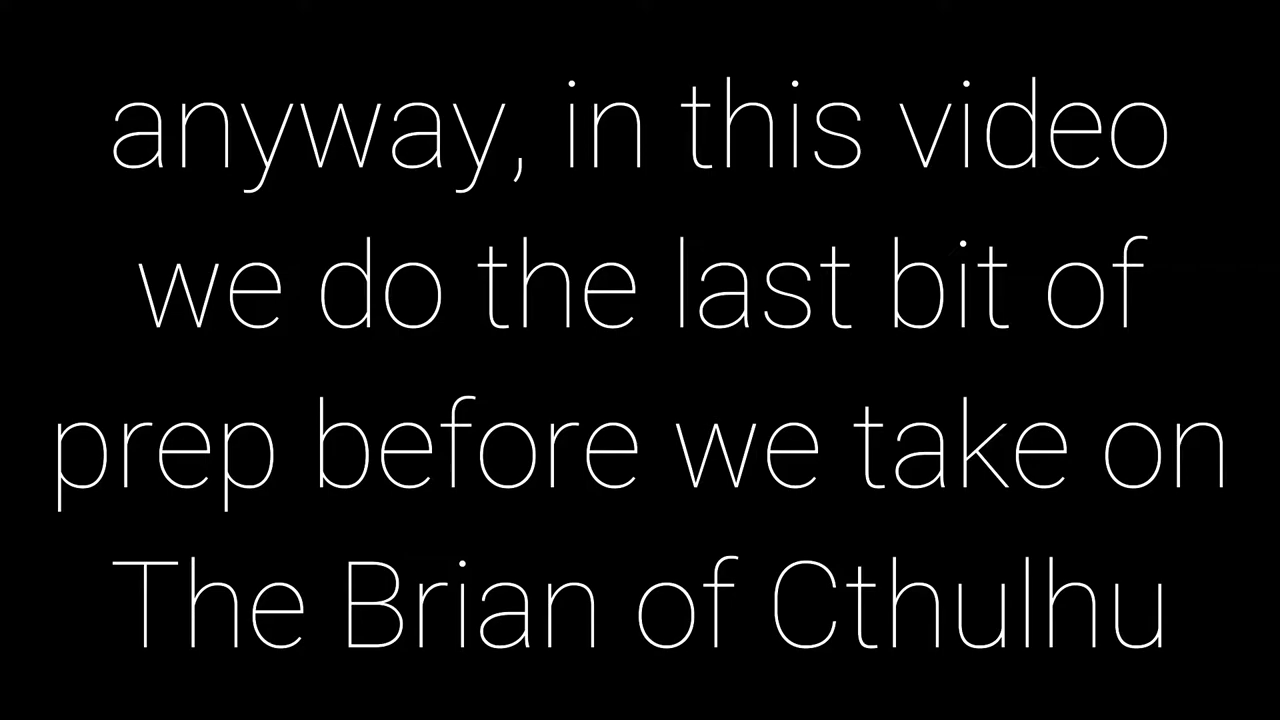 anyway, in this video
we do the last bit of
prep before we take on
The Brian of Cthulhu